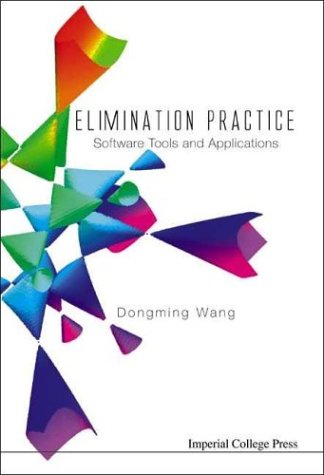 ELIMINATION PRACTICE
Software Tools and Applications
Dongming Wang
Imperial College Press